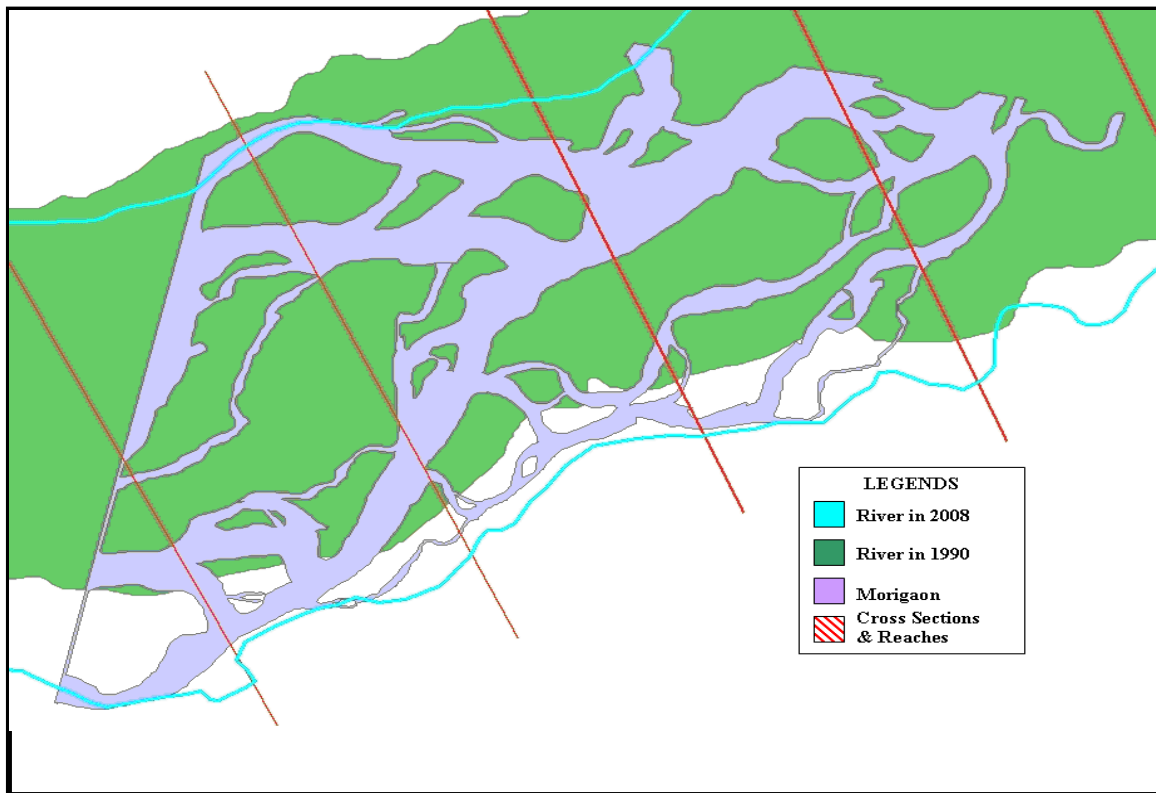 LEGENDS
River in 2008
River in 1990
Morigaon
Cross Sections
& Reaches